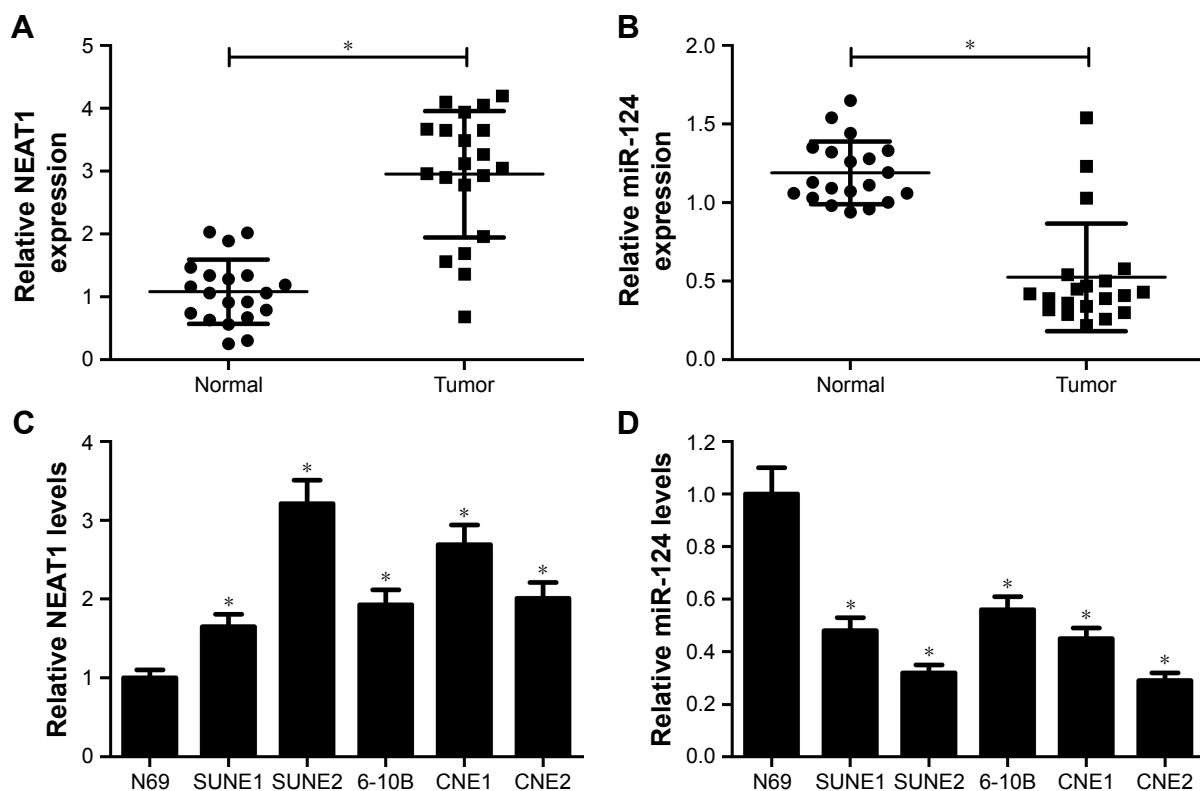 A
Relative NEAT1
expression
5
4
3
2
1
0
*
Normal
Tumor
B
Relative miR-124
expression
2.0
1.5
1.0
0.5
0.0
*
Normal
Tumor
C
Relative NEAT1 levels
4
3
2
1
0
*
*
*
*
*
N69
SUNE1
SUNE2
6-10B
CNE1
CNE2
D
Relative miR-124 levels
1.2
1.0
0.8
0.6
0.4
0.2
0.0
*
*
*
*
*
N69
SUNE1
SUNE2
6-10B
CNE1
CNE2